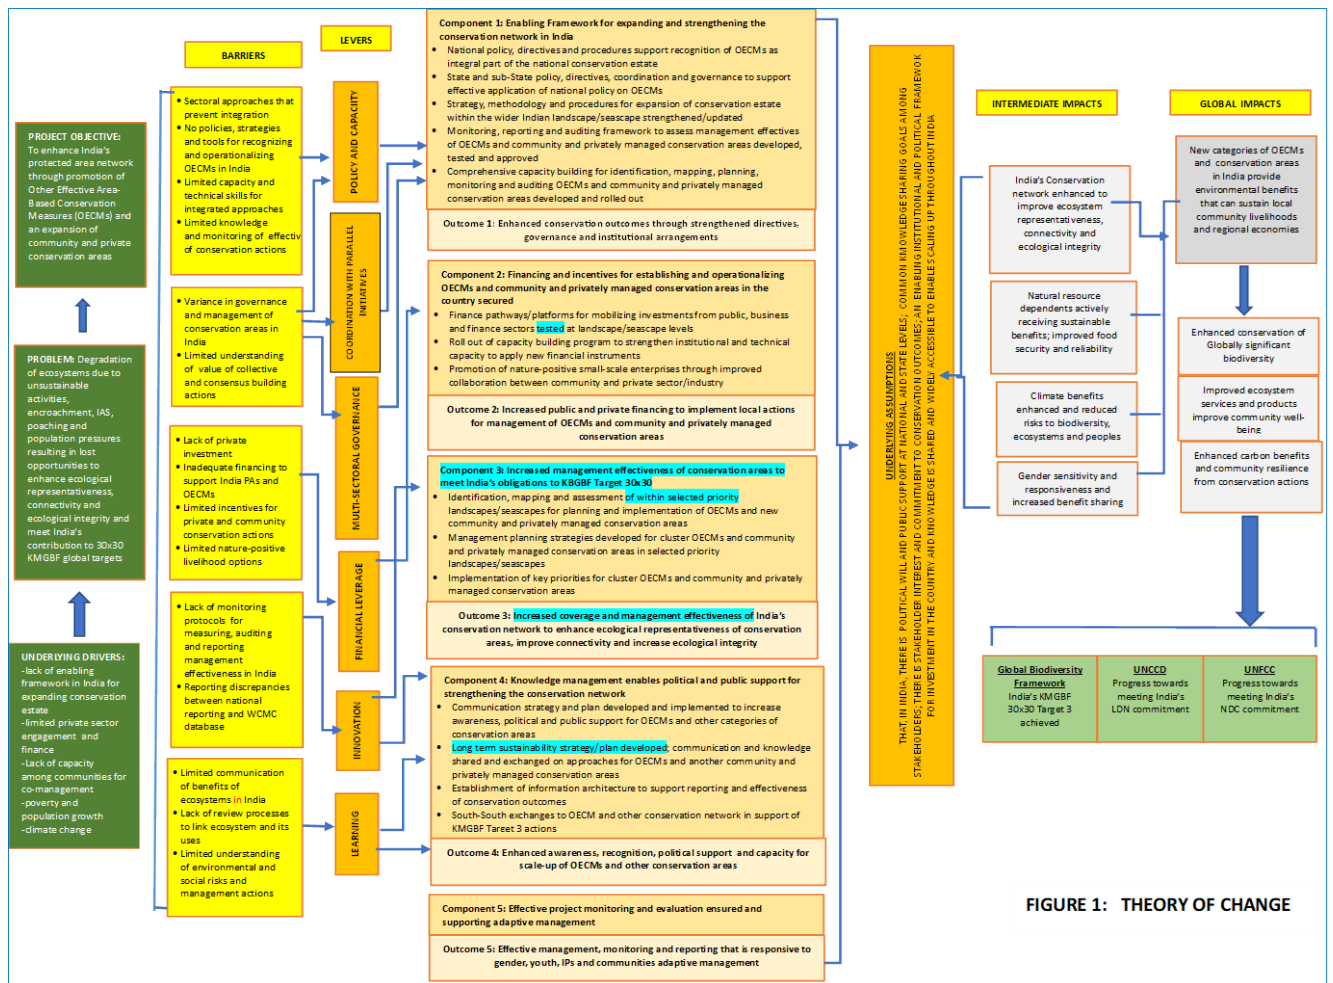 PROJECT OBJECTIVE:
To enhance India's
protected area network
through promotion of
Other Effective Area-
Based Conservation
Measures (OECMs) and
an expansion of
community and private
conservation areas
PROBLEM: Degradation
of ecosystems due to
unsustainable
activities,
encroachment, IAS,
poaching and
population pressures
resulting in lost
opportunities to
enhance ecological
representativeness,
connectivity and
ecological integrity and
meet India's
contribution to 30x30
KMGBF global targets
UNDERLYING DRIVERS:
-lack of enabling
framework in India for
expanding conservation
estate
-limited private sector
engagement and
finance
-Lack of capacity
among communities for
co-management
-poverty and
population growth
-climate change
BARRIERS
• Sectoral approaches that
prevent integration
• No policies, strategies
and tools for recognizing
and operationalizing
OECMs in India
• Limited capacity and
technical skills for
integrated approaches
• Limited knowledge
and monitoring of effectiv
of conservation actions
• Variance in governance
and management of
conservation areas in
India
• Limited understanding
of value of collective
and consensus building
actions
• Lack of private
investment
• Inadequate financing to
support India PAs and
OECMs
• Limited incentives for
private and community
conservation actions
• Limited nature-positive
livelihood options
• Lack of monitoring
protocols for
measuring, auditing
and reporting
management
effectiveness in India
• Reporting discrepancies
between national
reporting and WCMC
database
• Limited communication
of benefits of
ecosystems in India
• Lack of review processes
to link ecosystem and its
uses
• Limited understanding
of environmental and
social risks and
management actions
LEVERS
POLICY AND CAPACIITY
COORDINATION WITH PARALLEL
INITIATIVES
MULTI-SECTORAL GOVERNANCE
FINANCIAL LEVERAGE
INNOVATION
LEARNING
Component 1: Enabling Framework for expanding and strengthening the
conservation network in India
• National policy, directives and procedures support recognition of OECMs as
integral part of the national conservation estate
• State and sub-State policy, directives, coordination and governance to support
effective application of national policy on OECMs
• Strategy, methodology and procedures for expansion of conservation estate
within the wider Indian landscape/seascape strengthened/updated
• Monitoring, reporting and auditing framework to assess management effectives
of OECMs and community and privately managed conservation areas developed,
tested and approved
• Comprehensive capacity building for identification, mapping, planning,
monitoring and auditing OECMs and community and privately managed
conservation areas developed and rolled out
Outcome 1: Enhanced conservation outcomes through strengthened directives,
governance and institutional arrangements
Component 2: Financing and incentives for establishing and operationalizing
OECMs and community and privately managed conservation areas in the
country secured
• Finance pathways/platforms for mobilizing investments from public, business
and finance sectors tested at landscape/seascape levels
• Roll out of capacity building program to strengthen institutional and technical
capacity to apply new financial instruments
• Promotion of nature-positive small-scale enterprises through improved
collaboration between community and private sector/industry
Outcome 2: Increased public and private financing to implement local actions
for management of OECMs and community and privately managed
conservation areas
Component 3: Increased management effectiveness of conservation areas to
meet India's obligations to KBGBF Target 30x30
• Identification, mapping and assessment of within selected priority
landscapes/seascapes for planning and implementation of OECMs and new
community and privately managed conservation areas
• Management planning strategies developed for cluster OECMs and community
and privately managed conservation areas in selected priority
landscapes/seascapes
• Implementation of key priorities for cluster OECMs and community and privately
managed conservation areas
Outcome 3: Increased coverage and management effectiveness of India's
conservation network to enhance ecological representativeness of conservation
areas, improve connectivity and increase ecological integrity
Component 4: Knowledge management enables political and public support for
strengthening the conservation network
• Communication strategy and plan developed and implemented to increase
awareness, political and public support for OECMs and other categories of
conservation areas
• Long term sustainability strategy/plan developed; communication and knowledge
shared and exchanged on approaches for OECMs and another community and
privately managed conservation areas
• Establishment of information architecture to support reporting and effectiveness
of conservation outcomes
• South-South exchanges to OECM and other conservation network in support of
KMGBF Target 3 actions
Outcome 4: Enhanced awareness, recognition, political support and capacity for
scale-up of OECMs and other conservation areas
Component 5: Effective project monitoring and evaluation ensured and
supporting adaptive management
Outcome 5: Effective management, monitoring and reporting that is responsive to
gender, youth, IPs and communities adaptive management
UNDERLYING ASSUMPTIONS
THAT, IN INDIA, THERE IS POLITICAL WILL AND PUBLIC SUPPORT AT NATIONAL AND STATE LEVELS; COMMON KNOWLEDGE SHARING GOALS AMONG
STAKEHOLDERS; THERE IS STAKEHOLDER INTEREST AND COMMITMENT TO CONSERVATION OUTCOMES; AN ENABLING INSTITUTIONAL AND POLITICAL FRAMEWOK
FOR INVESTMENT IN THE COUNTRY AND KNOWLEDGE IS SHARED AND WIDELY ACCESSIBLE TO ENABLE SCALING UP THROUGHOUT INDIA
INTERMEDIATE IMPACTS
India's Conservation
network enhanced to
improve ecosystem
representativeness,
connectivity and
ecological integrity
Natural resource
dependents actively
receiving sustainable
benefits; improved food
security and reliability
Climate benefits
enhanced and reduced
risks to biodiversity,
ecosystems and peoples
Gender sensitivity and
responsiveness and
increased benefit sharing
GLOBAL IMPACTS
New categories of OECMs
and conservation areas
in India provide
environmental benefits
that can sustain local
community livelihoods
and regional economies
Enhanced conservation of
Globally significant
biodiversity
Improved ecosystem
services and products
improve community well-
being
Enhanced carbon benefits
and community resilience
from conservation actions
Global Biodiversity
Framework
India's KMGBF
30x30 Target 3
achieved
UNCCD
Progress towards
meeting India's
LDN commitment
UNFCC
Progress towards
meeting India's
NDC commitment
FIGURE 1: THEORY OF CHANGE